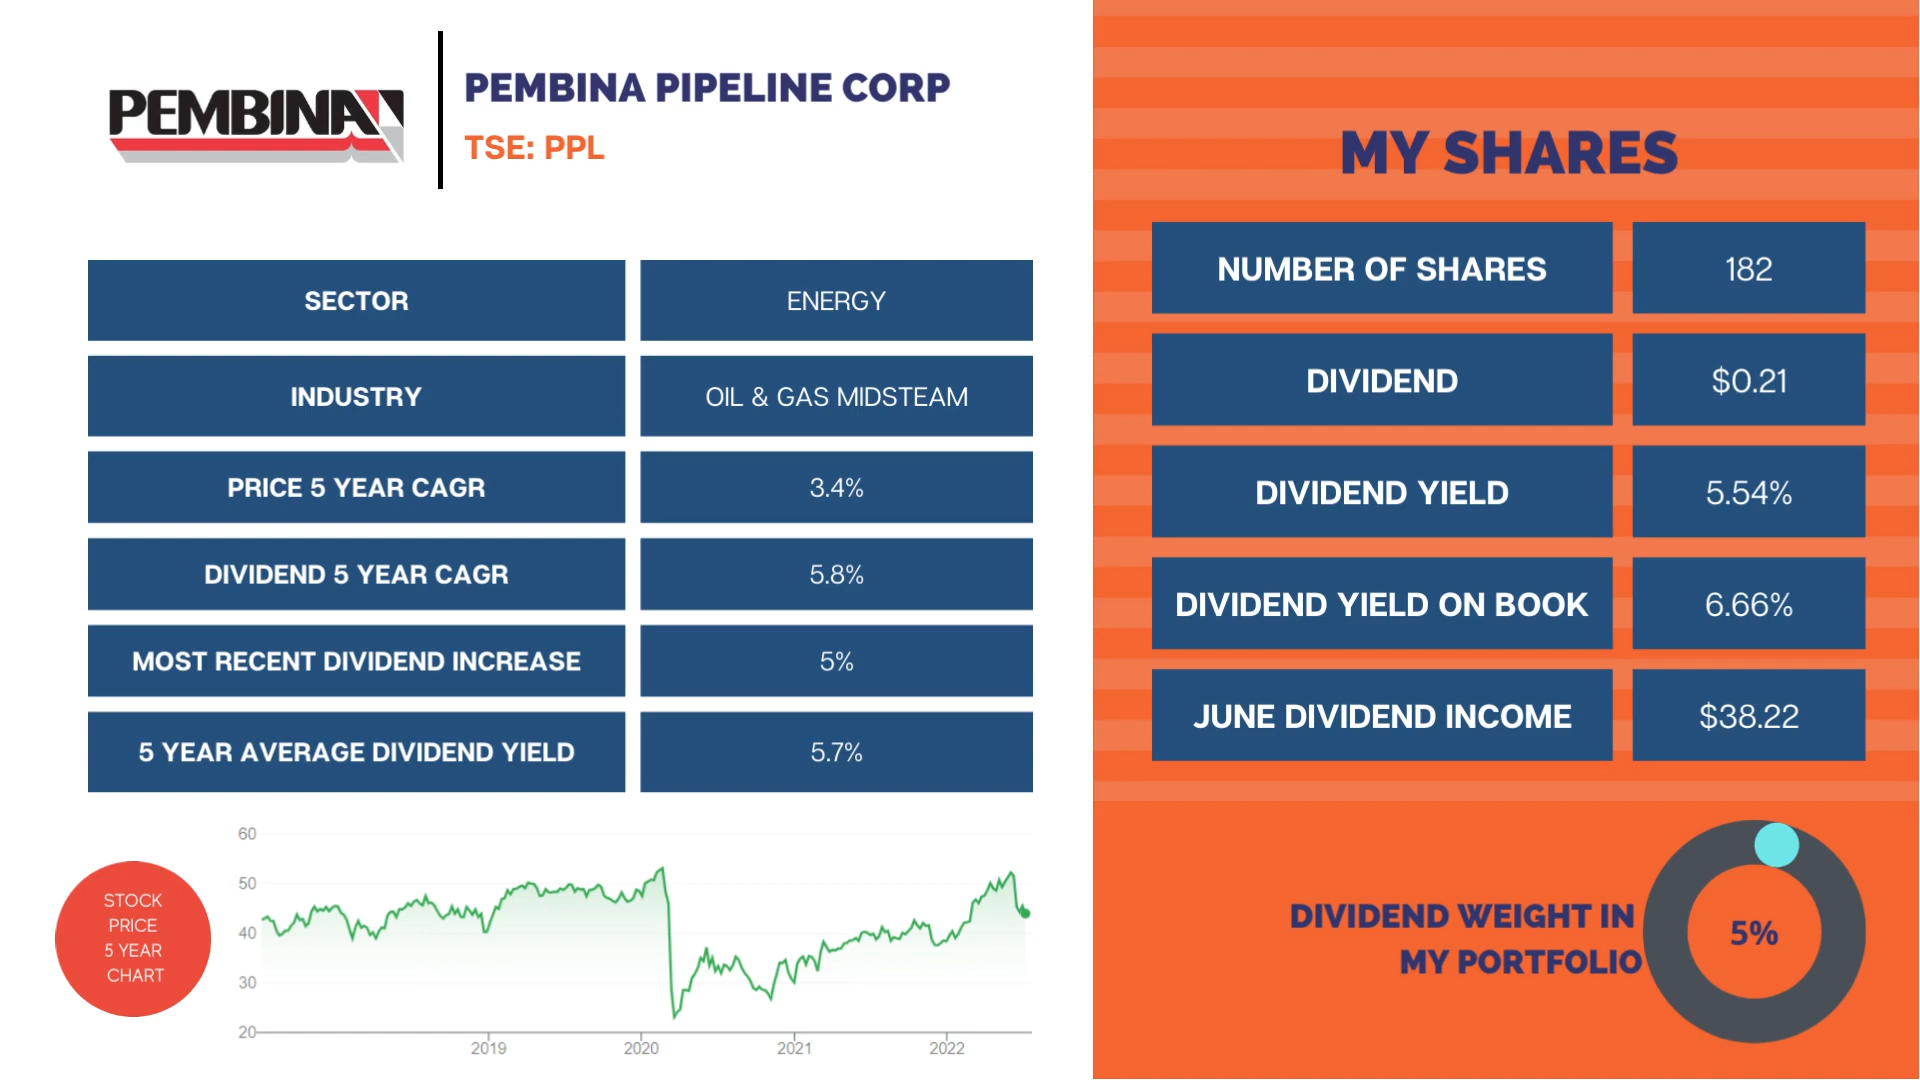 PEMBINA
PEMBINA PIPELINE CORP
TSE: PPL
SECTOR ENERGY
INDUSTRY OIL & GAS MIDSTEAM
PRICE 5 YEAR CAGR 3.4%
DIVIDEND 5 YEAR CAGR 5.8%
MOST RECENT DIVIDEND INCREASE 5%
5 YEAR AVERAGE DIVIDEND YIELD 5.7%
STOCK
PRICE
5 YEAR
CHART
60
50
40
30
20
2019 2020 2021 2022
MY SHARES
NUMBER OF SHARES 182
DIVIDEND $0.21
DIVIDEND YIELD 5.54%
DIVIDEND YIELD ON BOOK 6.66%
JUNE DIVIDEND INCOME $38.22
DIVIDEND WEIGHT IN
MY PORTFOLIO
5%